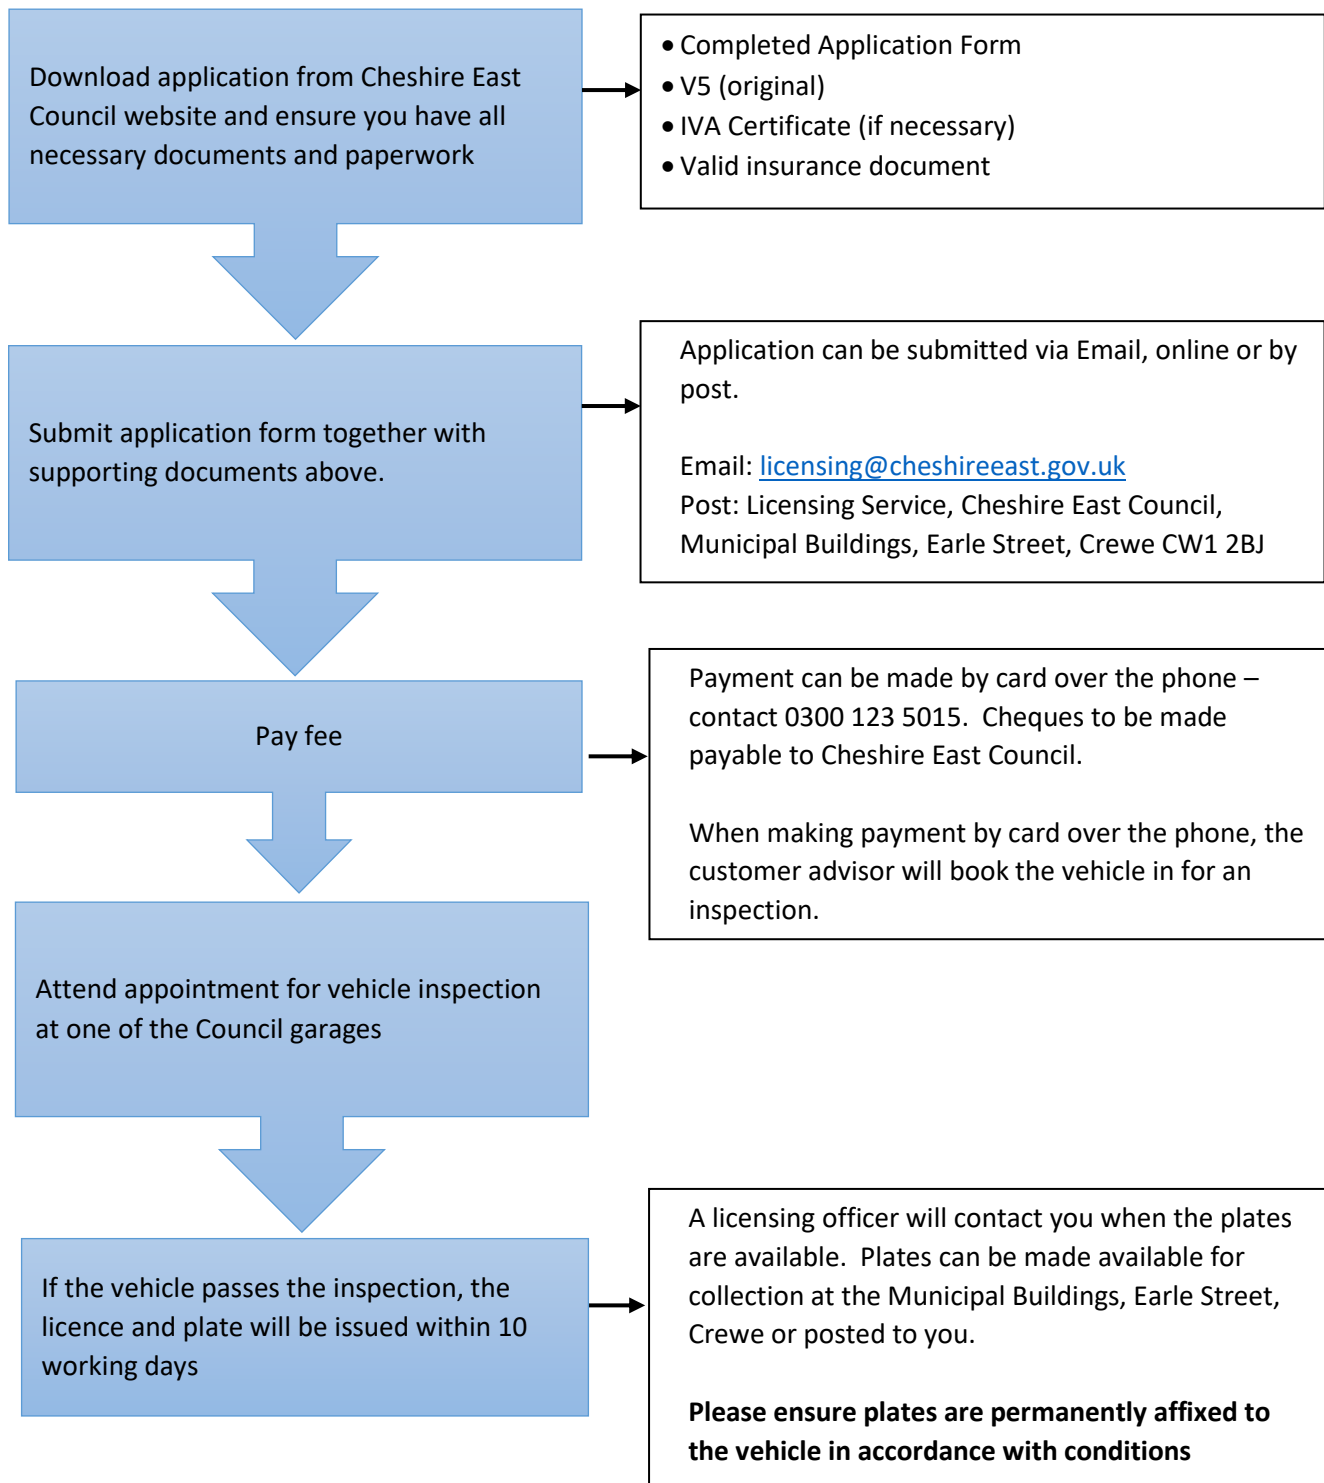 Download application from Cheshire East
Council website and ensure you have all
necessary documents and paperwork
• Completed Application Form
• V5 (original)
• IVA Certificate (if necessary)
• Valid insurance document
Submit application form together with
supporting documents above.
Application can be submitted via Email, online or by
post.
Email: licensing@cheshireeast.gov.uk
Post: Licensing Service, Cheshire East Council,
Municipal Buildings, Earle Street, Crewe CW1 2BJ
Pay fee
Payment can be made by card over the phone –
contact 0300 123 5015.  Cheques to be made
payable to Cheshire East Council.
When making payment by card over the phone, the
customer advisor will book the vehicle in for an
inspection.
Attend appointment for vehicle inspection
at one of the Council garages
If the vehicle passes the inspection, the
licence and plate will be issued within 10
working days
A licensing officer will contact you when the plates
are available.  Plates can be made available for
collection at the Municipal Buildings, Earle Street,
Crewe or posted to you.
Please ensure plates are permanently affixed to
the vehicle in accordance with conditions